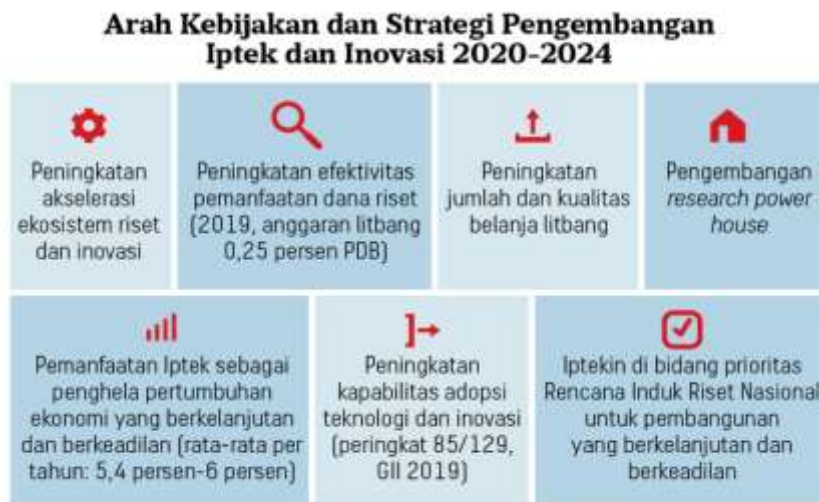 Arah Kebijakan dan Strategi Pengembangan
Iptek dan Inovasi 2020-2024
Peningkatan
akselerasi
ekosistem riset
dan inovasi
Peningkatan efektivitas
pemanfaatan dana riset
(2019, anggaran litbang
0,25 persen PDB)
Peningkatan
jumlah dan kualitas
belanja litbang
Pengembangan
research power
house
Pemanfaatan Iptek sebagai
penghela pertumbuhan
ekonomi yang berkelanjutan
dan berkeadilan (rata-rata per
tahun: 5,4 persen-6 persen)
Peningkatan
kapabilitas adopsi
teknologi dan inovasi
(peringkat 85/129,
GII 2019)
Iptekin di bidang prioritas
Rencana Induk Riset Nasional
untuk pembangunan
yang berkelanjutan dan
berkeadilan